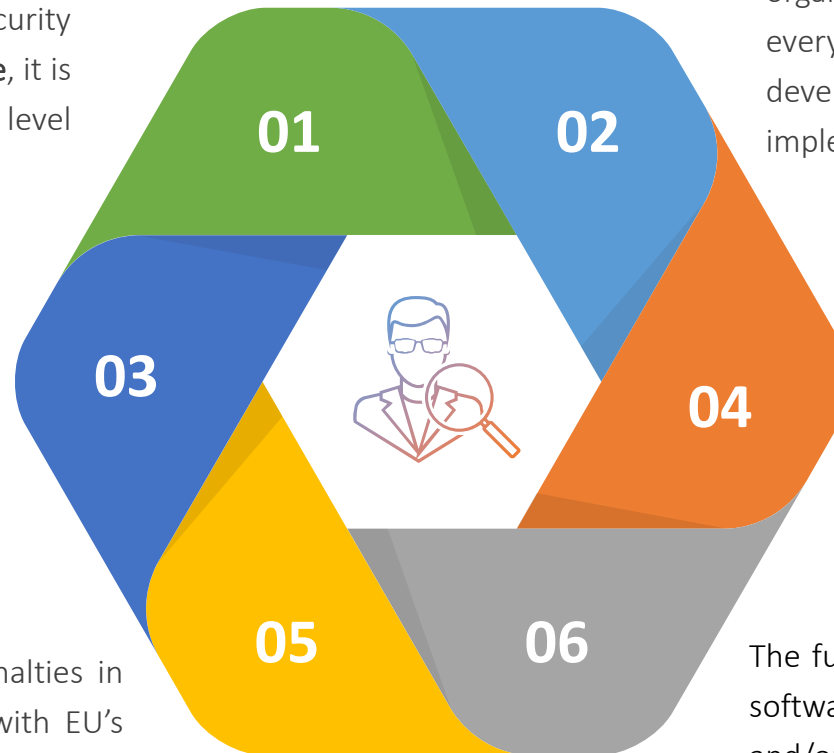 curity
e, it is
level
every
deve
imple
01
02
03
04
05
06
nalties in
with EU's
The fu
softwa